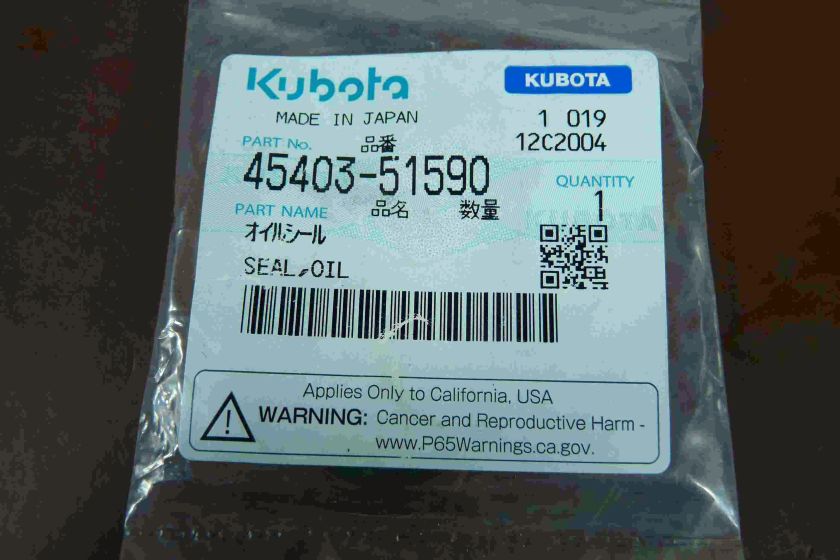 Kubota KUBOTA
MADE IN JAPAN 1 019
PART No. 品番 12C2004
45403-51590 QUANTITY
PART NAME 品名 数量 1
オイルシール
SEAL,OIL
Applies Only to California, USA
WARNING: Cancer and Reproductive Harm -
www.P65Warnings.ca.gov.